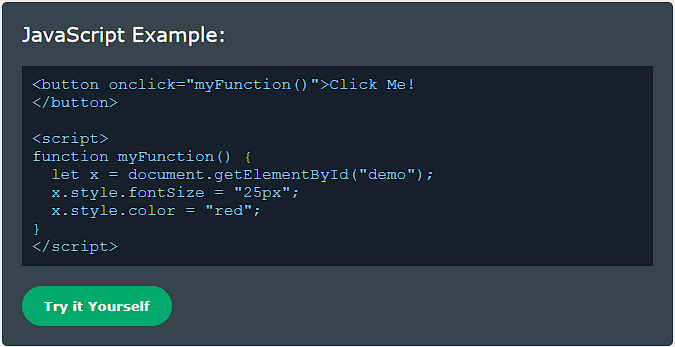 JavaScript Example:
<button onclick="myFunction()">Click Me!
</button>
<script>
function myFunction() {
  let x = document.getElementById("demo");
  x.style.fontSize = "25px";
  x.style.color = "red";
}
</script>
Try it Yourself